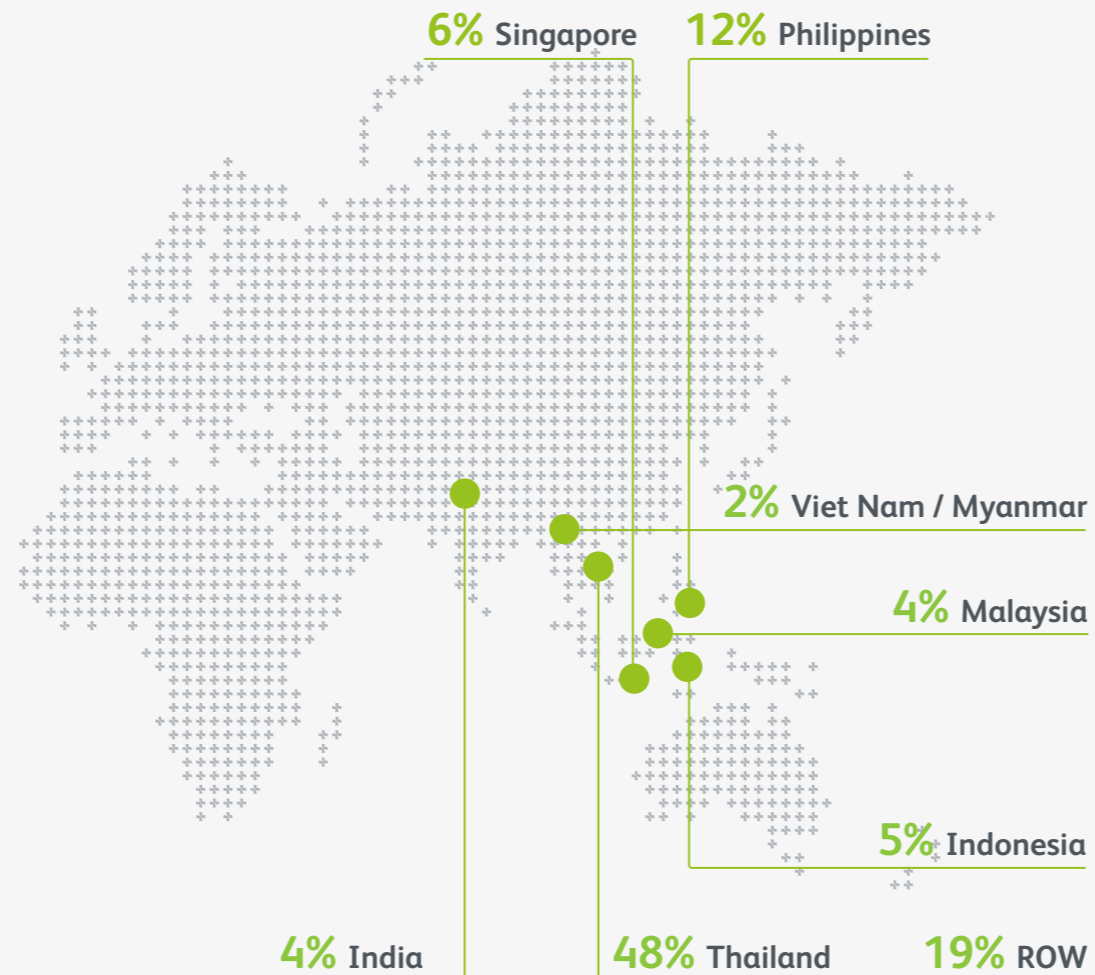 6% Singapore
12% Philippines
2% Viet Nam / Myanmar
4% Malaysia
5% Indonesia
4% India
48% Thailand
19% ROW